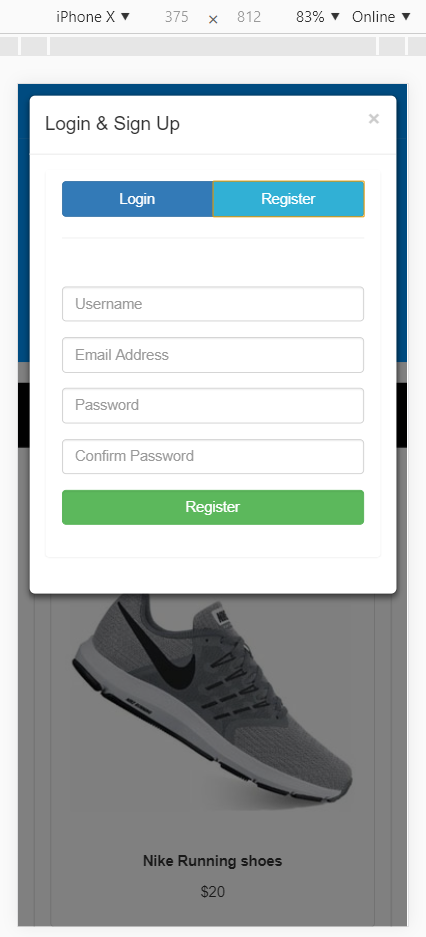 iPhone X ▼ 375 × 812 83% ▼ Online ▼
Login & Sign Up ×
Login Register
Username
Email Address
Password
Confirm Password
Register
NIKE
Nike Running shoes
$20